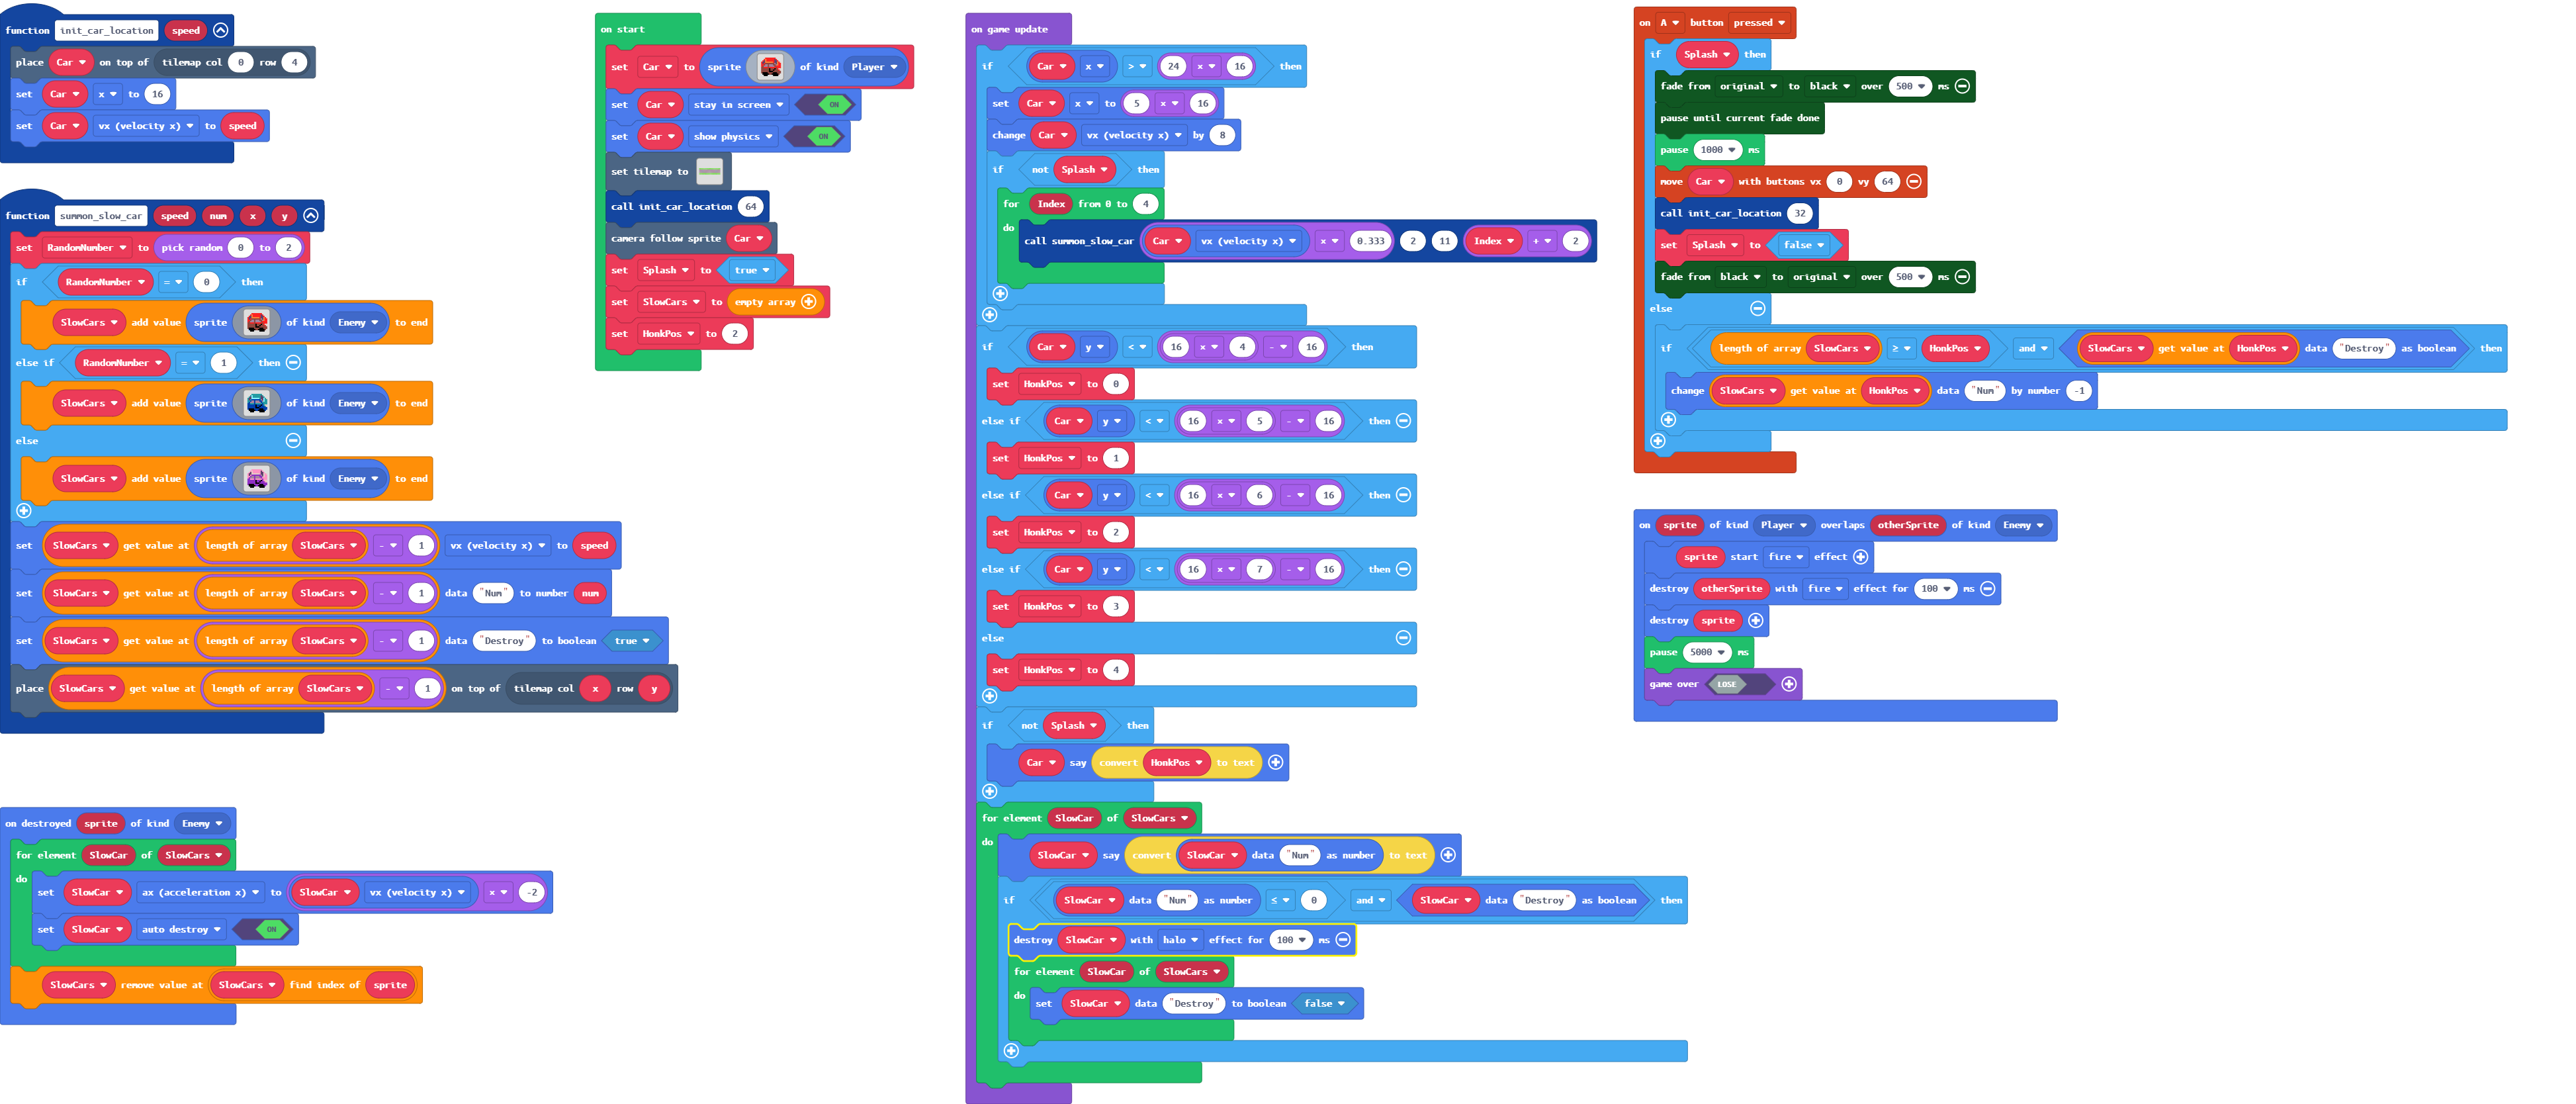 function init_car_location speed
place Car on top of tilemap col 0 row 4
set Car x to 16
set Car vx (velocity x) to speed
function summon_slow_car speed num x y
set RandomNumber to pick random 0 to 2
if RandomNumber = 0 then
SlowCars add value sprite of kind Enemy to end
else if RandomNumber = 1 then
SlowCars add value sprite of kind Enemy to end
else
SlowCars add value sprite of kind Enemy to end
set SlowCars get value at length of array SlowCars - 1 vx (velocity x) to speed
set SlowCars get value at length of array SlowCars - 1 data "Num" to number num
set SlowCars get value at length of array SlowCars - 1 data "Destroy" to boolean true
place SlowCars get value at length of array SlowCars - 1 on top of tilemap col x row y
on destroyed sprite of kind Enemy
for element SlowCar of SlowCars
do
set SlowCar ax (acceleration x) to SlowCar vx (velocity x) × -2
set SlowCar auto destroy ON
SlowCars remove value at SlowCars find index of sprite
on start
set Car to sprite of kind Player
set Car stay in screen ON
set Car show physics ON
set tilemap to
call init_car_location 64
camera follow sprite Car
set Splash to true
set SlowCars to empty array
set HonkPos to 2
on game update
if Car x > 24 × 16 then
set Car x to 5 × 16
change Car vx (velocity x) by 8
if not Splash then
for Index from 0 to 4
do call summon_slow_car Car vx (velocity x) × 0.333 2 11 Index + 2
if Car y < 16 × 4 - 16 then
set HonkPos to 0
else if Car y < 16 × 5 - 16 then
set HonkPos to 1
else if Car y < 16 × 6 - 16 then
set HonkPos to 2
else if Car y < 16 × 7 - 16 then
set HonkPos to 3
else
set HonkPos to 4
if not Splash then
Car say convert HonkPos to text
for element SlowCar of SlowCars
do
SlowCar say convert SlowCar data "Num" as number to text
if SlowCar data "Num" as number ≤ 0 and SlowCar data "Destroy" as boolean then
destroy SlowCar with halo effect for 100 ms
for element SlowCar of SlowCars
do set SlowCar data "Destroy" to boolean false
on A button pressed
if Splash then
fade from original to black over 500 ms
pause until current fade done
pause 1000 ms
move Car with buttons vx 0 vy 64
call init_car_location 32
set Splash to false
fade from black to original over 500 ms
else
if length of array SlowCars ≥ HonkPos and SlowCars get value at HonkPos data "Destroy" as boolean then
change SlowCars get value at HonkPos data "Num" by number -1
on sprite of kind Player overlaps otherSprite of kind Enemy
sprite start fire effect
destroy otherSprite with fire effect for 100 ms
destroy sprite
pause 5000 ms
game over LOSE